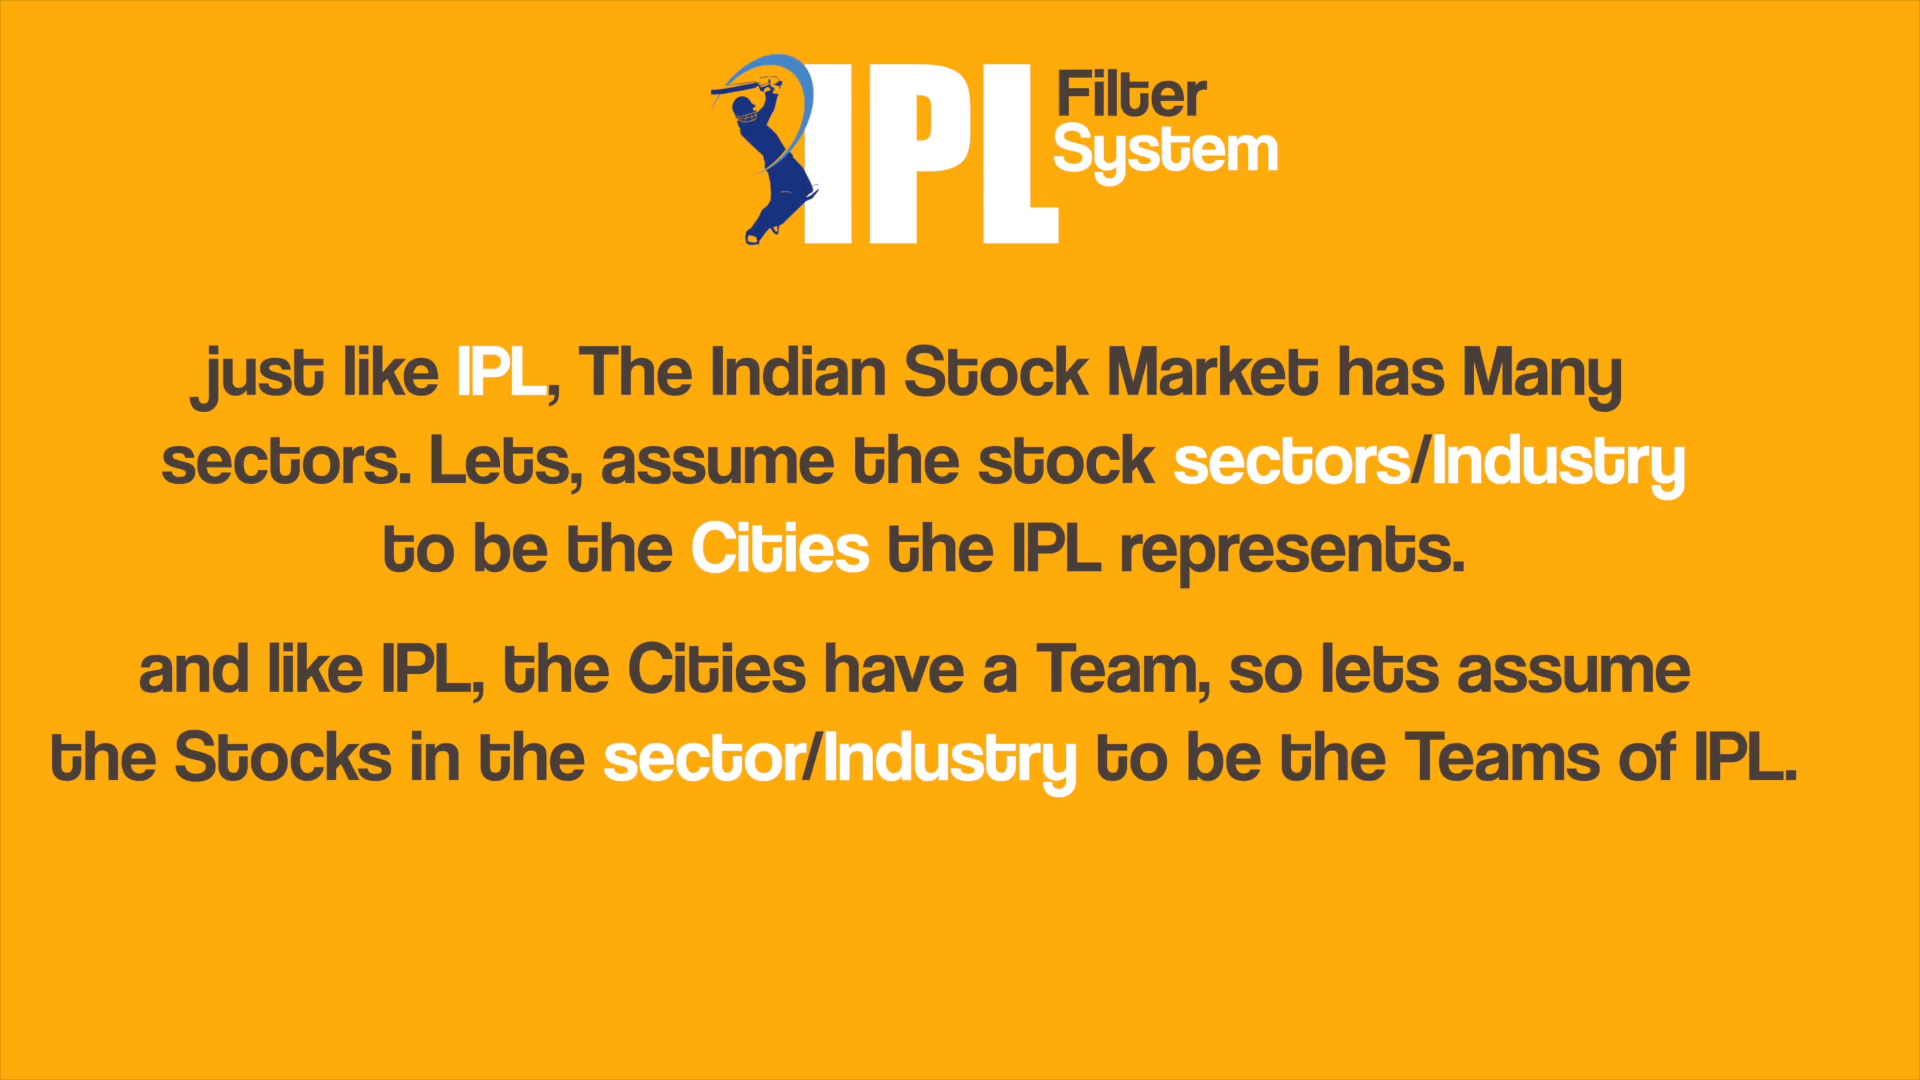 IPL Filter
System
just like IPL, The Indian Stock Market has Many
sectors. Lets, assume the stock sectors/Industry
to be the Cities the IPL represents.
and like IPL, the Cities have a Team, so lets assume
the Stocks in the sector/Industry to be the Teams of IPL.